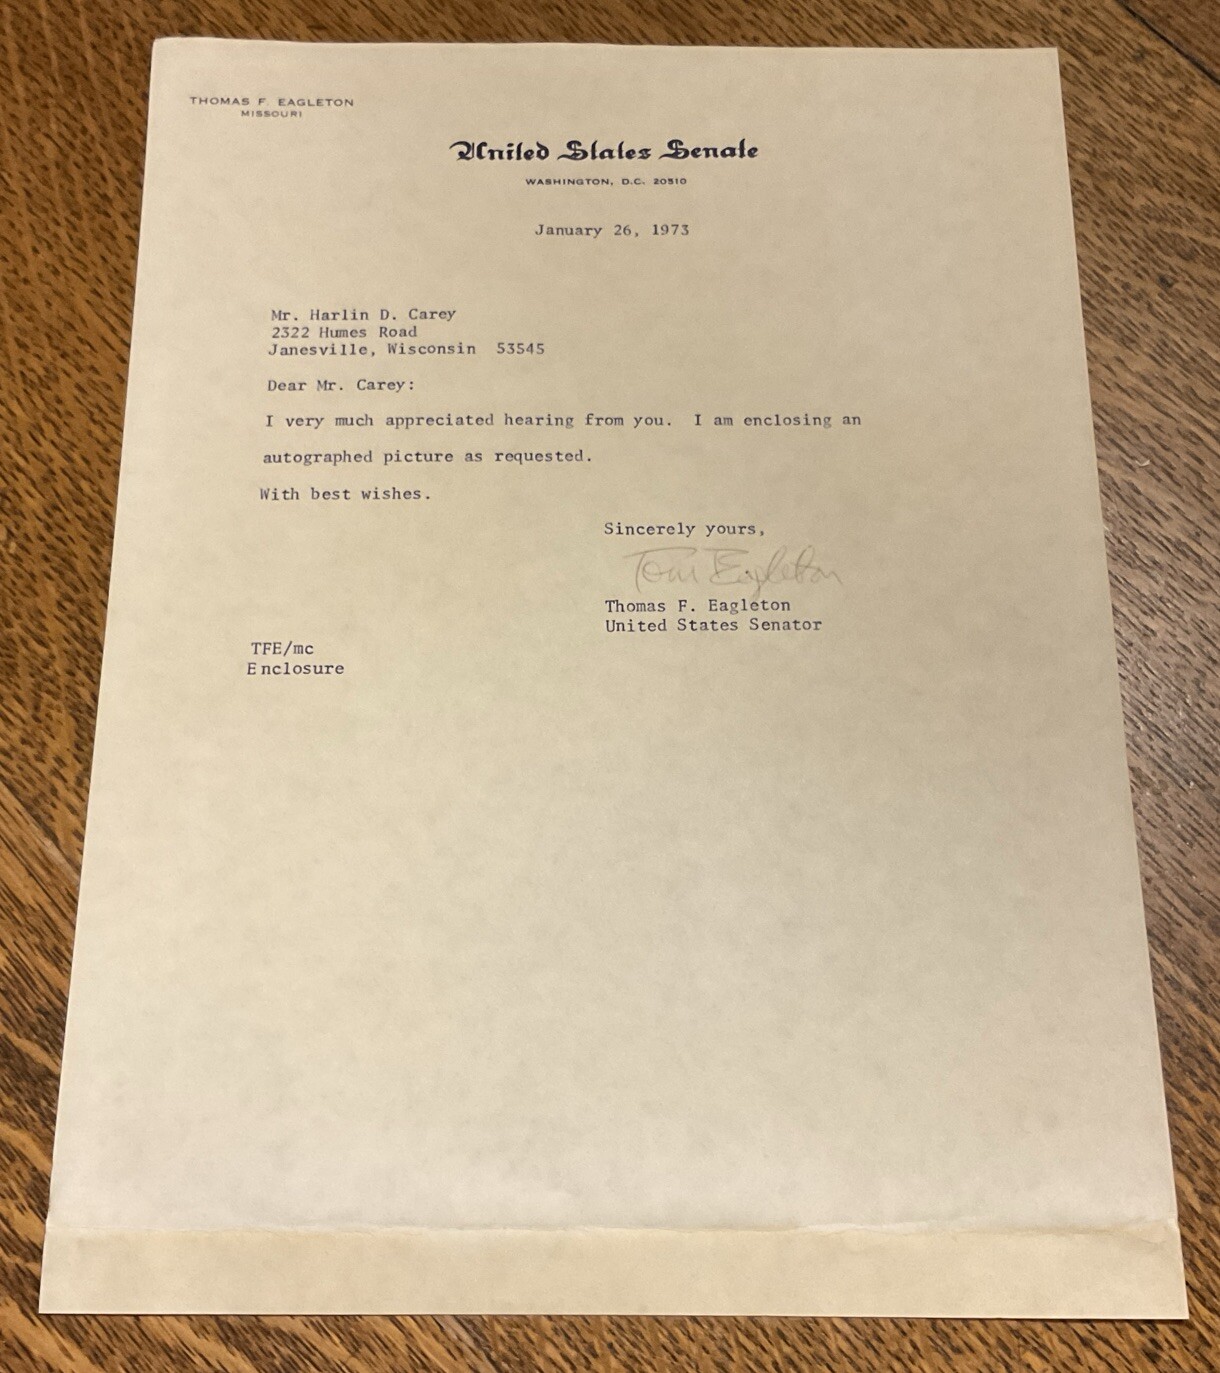 THOMAS F. EAGLETON
MISSOURI
United States Senate
WASHINGTON, D.C. 20510
January 26, 1973
Mr. Harlin D. Carey
2322 Humes Road
Janesville, Wisconsin  53545
Dear Mr. Carey:
I very much appreciated hearing from you.  I am enclosing an
autographed picture as requested.
With best wishes.
Sincerely yours,
Tom Eagleton
Thomas F. Eagleton
United States Senator
TFE/mc
Enclosure